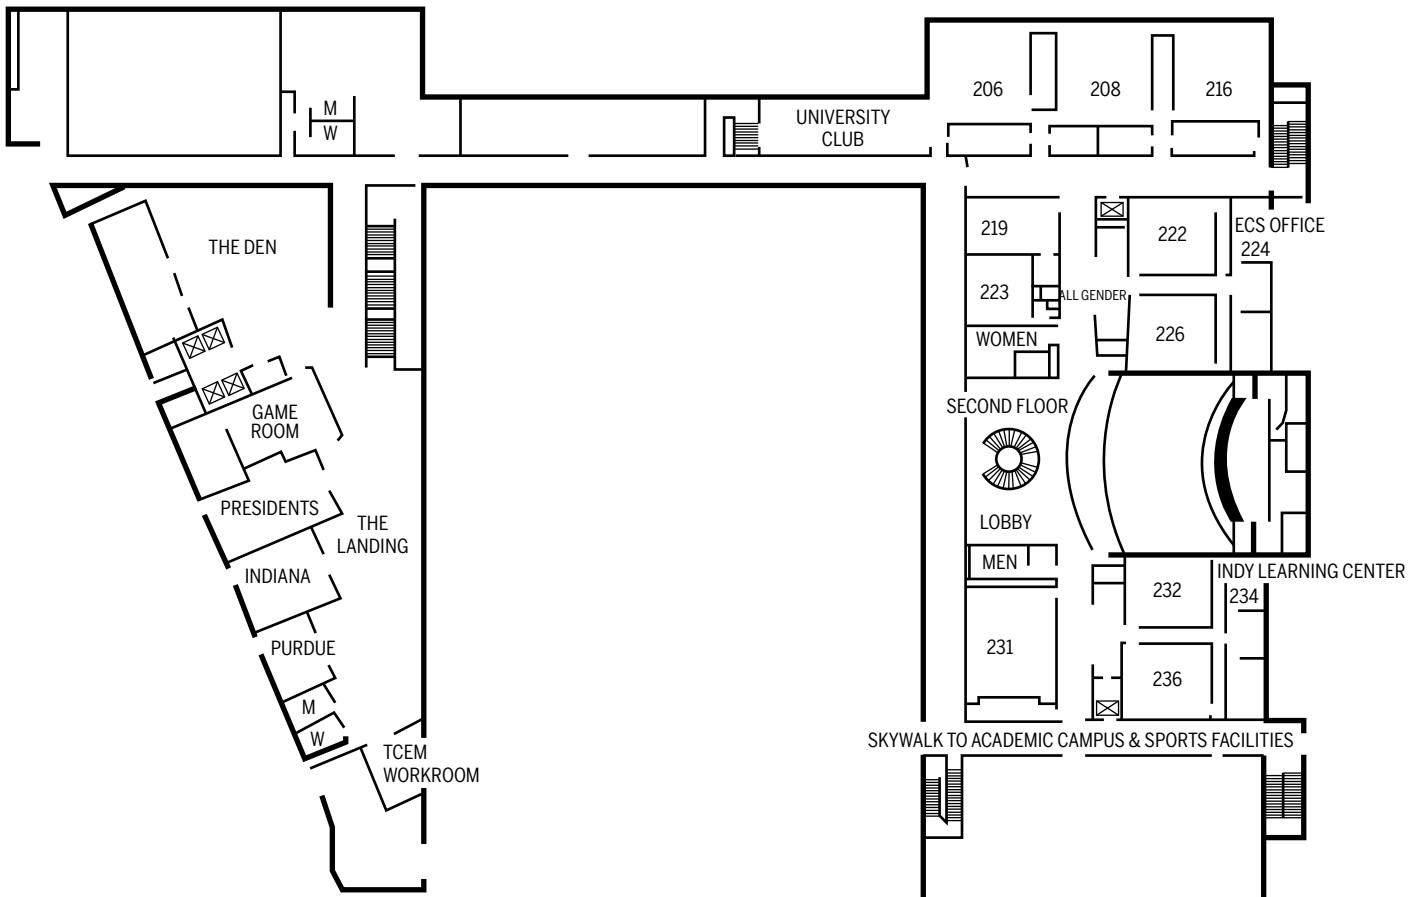 M
W
UNIVERSITY
CLUB
206
208
216
THE DEN
219
222
ECS OFFICE
224
223
ALL GENDER
226
WOMEN
GAME
ROOM
SECOND FLOOR
PRESIDENTS
THE
LANDING
LOBBY
INDIANA
MEN
INDY LEARNING CENTER
232
234
PURDUE
231
236
M
W
TCEM
WORKROOM
SKYWALK TO ACADEMIC CAMPUS & SPORTS FACILITIES